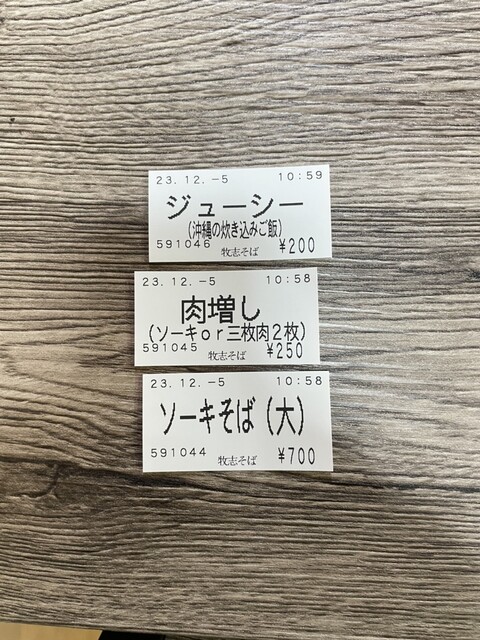 23.12.-5 10:59
ジューシー
(沖縄の炊き込みご飯)
591046 牧志そば ¥200
23.12.-5 10:58
肉増し
(ソーキor三枚肉2枚)
591045 牧志そば ¥250
23.12.-5 10:58
ソーキそば(大)
591044 牧志そば ¥700